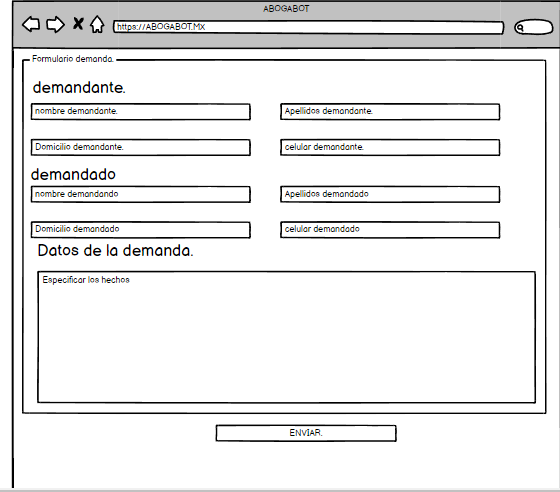 ABOGABOT
https://ABOGABOT.MX
Formulario demanda.
demandante.
nombre demandante. Apellidos demandante.
Domicilio demandante. celular demandante.
demandado
nombre demandando Apellidos demandado
Domicilio demandado celular demandado
Datos de la demanda.
Especificar los hechos
ENVIAR.